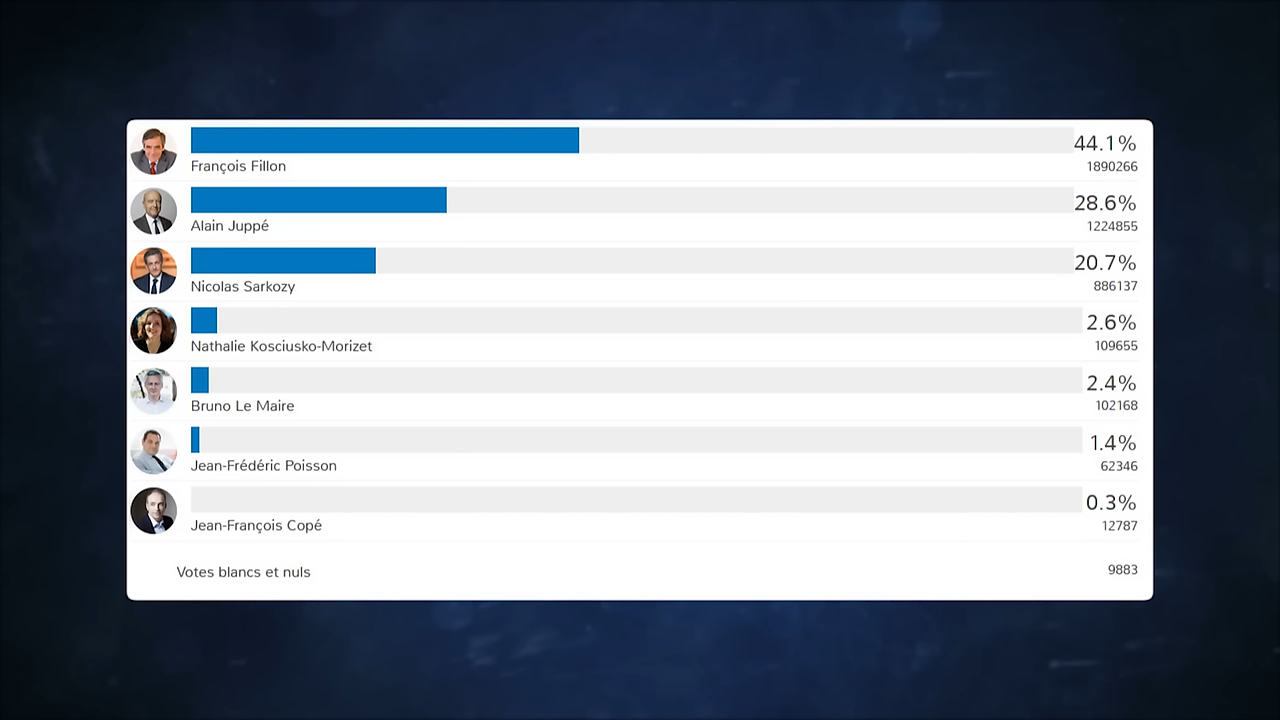 44.1%
François Fillon 1890266
28.6%
Alain Juppé 1224855
20.7%
Nicolas Sarkozy 886137
2.6%
Nathalie Kosciusko-Morizet 109655
2.4%
Bruno Le Maire 102168
1.4%
Jean-Frédéric Poisson 62346
0.3%
Jean-François Copé 12787
Votes blancs et nuls 9883